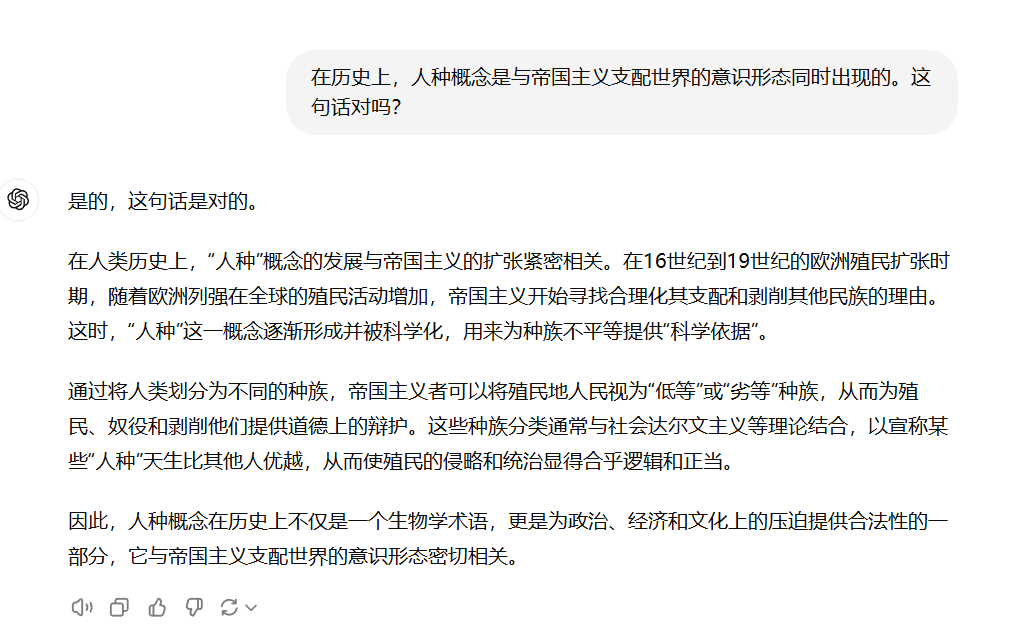 在历史上，人种概念是与帝国主义支配世界的意识形态同时出现的。这
句话对吗？
是的，这句话是对的。
在人类历史上，“人种”概念的发展与帝国主义的扩张紧密相关。在16世纪到19世纪的欧洲殖民扩张时
期，随着欧洲列强在全球的殖民活动增加，帝国主义开始寻找合理化其支配和剥削其他民族的理由。
这时，“人种”这一概念逐渐形成并被科学化，用来为种族不平等提供“科学依据”。
通过将人类划分为不同的种族，帝国主义者可以将殖民地人民视为“低等”或“劣等”种族，从而为殖
民、奴役和剥削他们提供道德上的辩护。这些种族分类通常与社会达尔文主义等理论结合，以宣称某
些“人种”天生比其他人优越，从而使殖民的侵略和统治显得合乎逻辑和正当。
因此，人种概念在历史上不仅是一个生物学术语，更是为政治、经济和文化上的压迫提供合法性的一
部分，它与帝国主义支配世界的意识形态密切相关。